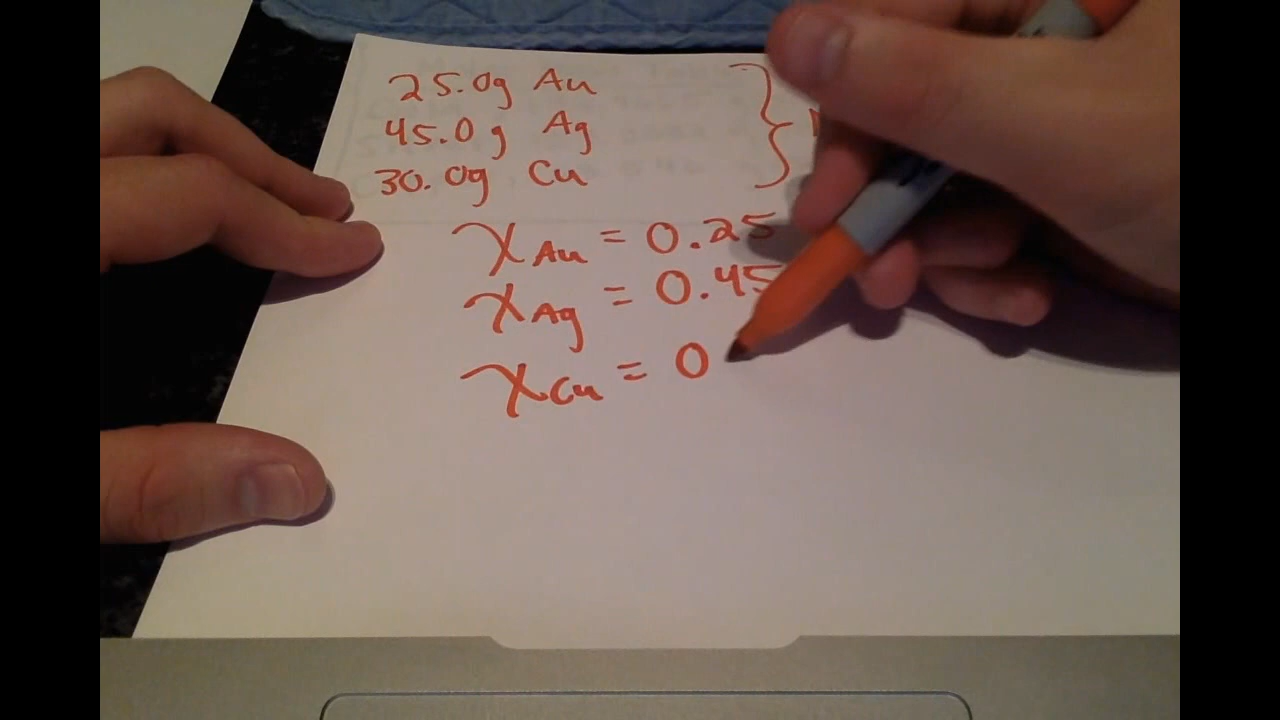 25.0g Au
45.0g Ag
30.0g Cu
χAu = 0.25
χAg = 0.45
χCu = 0